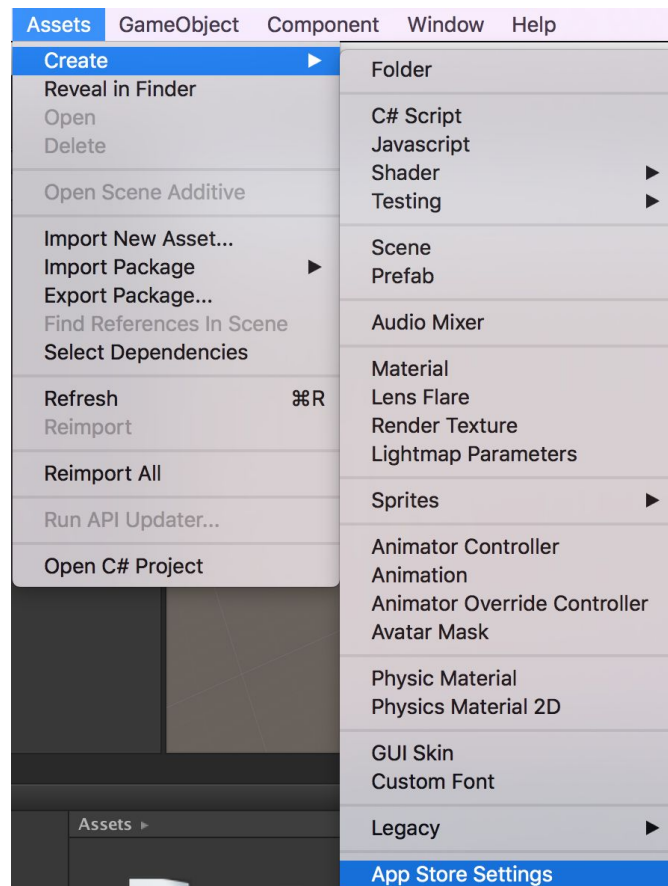 Assets GameObject Component Window Help
Create
Reveal in Finder
Open
Delete
Open Scene Additive
Import New Asset...
Import Package
Export Package...
Find References In Scene
Select Dependencies
Refresh ⌘R
Reimport
Reimport All
Run API Updater...
Open C# Project
Folder
C# Script
Javascript
Shader
Testing
Scene
Prefab
Audio Mixer
Material
Lens Flare
Render Texture
Lightmap Parameters
Sprites
Animator Controller
Animation
Animator Override Controller
Avatar Mask
Physic Material
Physics Material 2D
GUI Skin
Custom Font
Legacy
App Store Settings
Assets